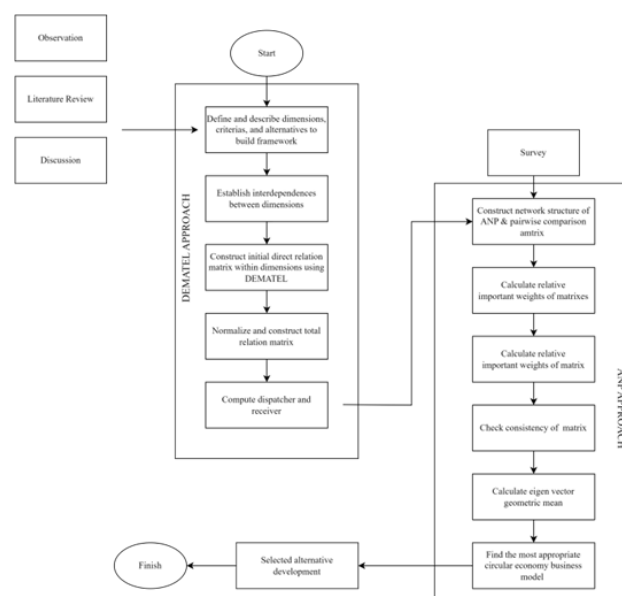 Observation
Literature Review
Discussion
Start
DEMATEL APPROACH
Define and describe dimensions,
criterias, and alternatives to
build framework
Establish interdependences
between dimensions
Construct initial direct relation
matrix within dimensions using
DEMATEL
Normalize and construct total
relation matrix
Compute dispatcher and
receiver
Survey
Construct network structure of
ANP & pairwise comparison
amtrix
Calculate relative
important weights of matrixes
Calculate relative
important weights of matrix
Check consistency of matrix
Calculate eigen vector
geometric mean
Find the most appropriate
circular economy business
model
ANP APPROACH
Selected alternative
development
Finish